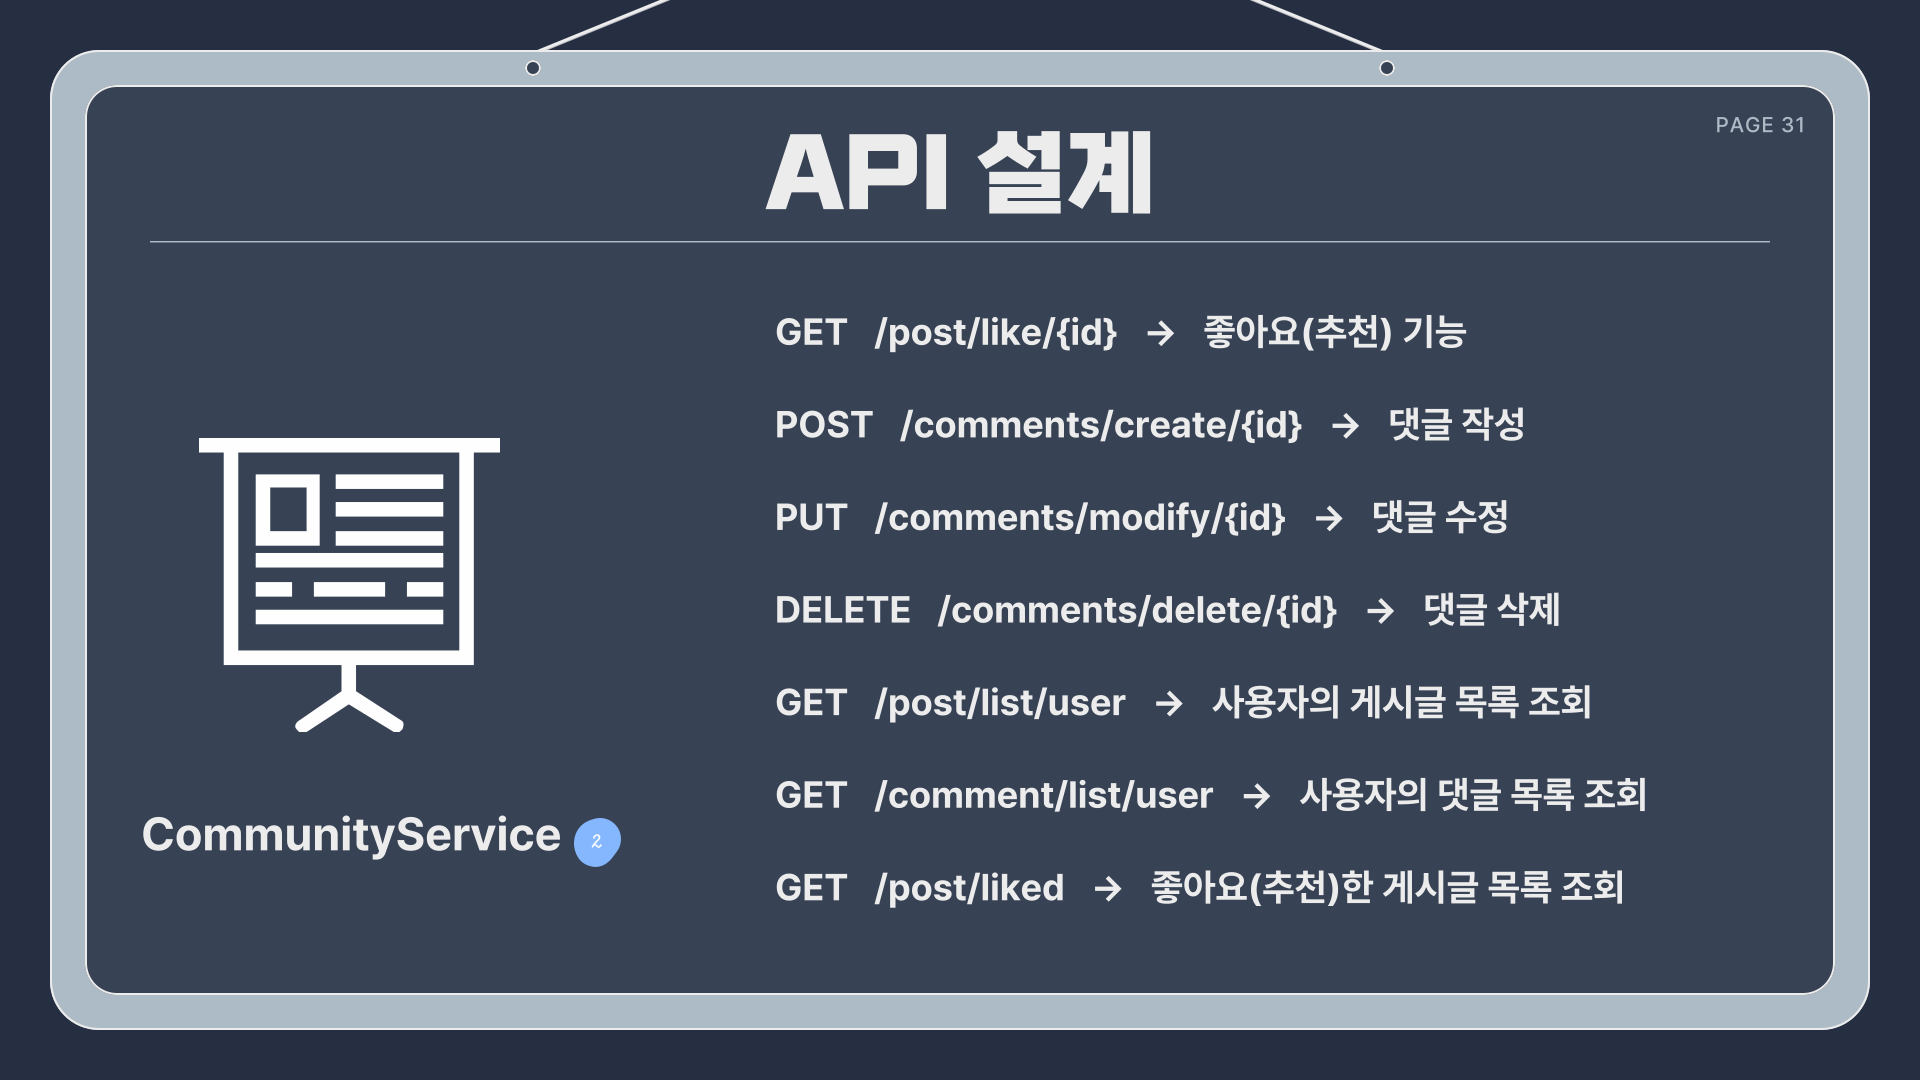 PAGE 31
API 설계
GET /post/like/{id} → 좋아요(추천) 기능
POST /comments/create/{id} → 댓글 작성
PUT /comments/modify/{id} → 댓글 수정
DELETE /comments/delete/{id} → 댓글 삭제
GET /post/list/user → 사용자의 게시글 목록 조회
GET /comment/list/user → 사용자의 댓글 목록 조회
GET /post/liked → 좋아요(추천)한 게시글 목록 조회
CommunityService 2